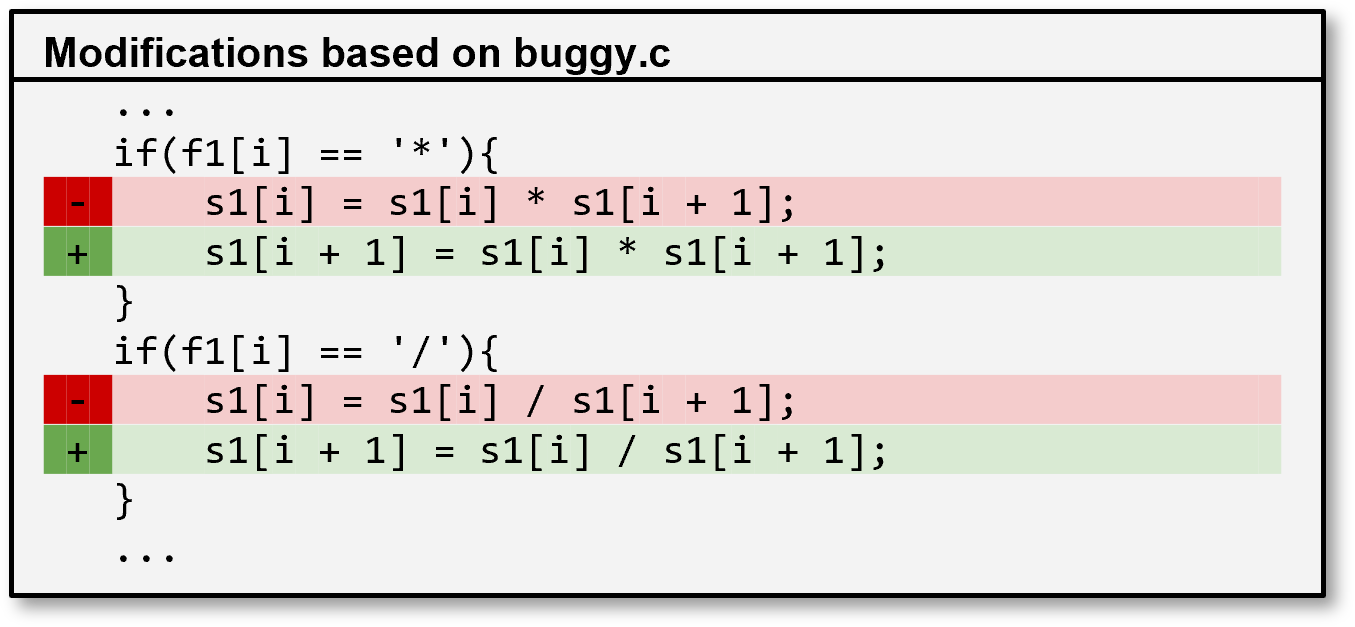 Modifications based on buggy.c
...
if(f1[i] == '*'){
-    s1[i] = s1[i] * s1[i + 1];
+    s1[i + 1] = s1[i] * s1[i + 1];
}
if(f1[i] == '/'){
-    s1[i] = s1[i] / s1[i + 1];
+    s1[i + 1] = s1[i] / s1[i + 1];
}
...